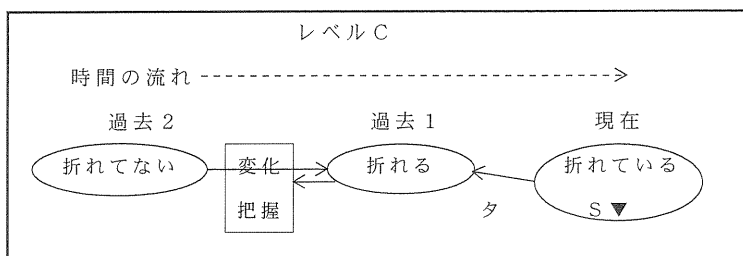 レベルC
時間の流れ
過去2 過去1 現在
折れてない 変化 折れる 折れている
把握 タ S▼